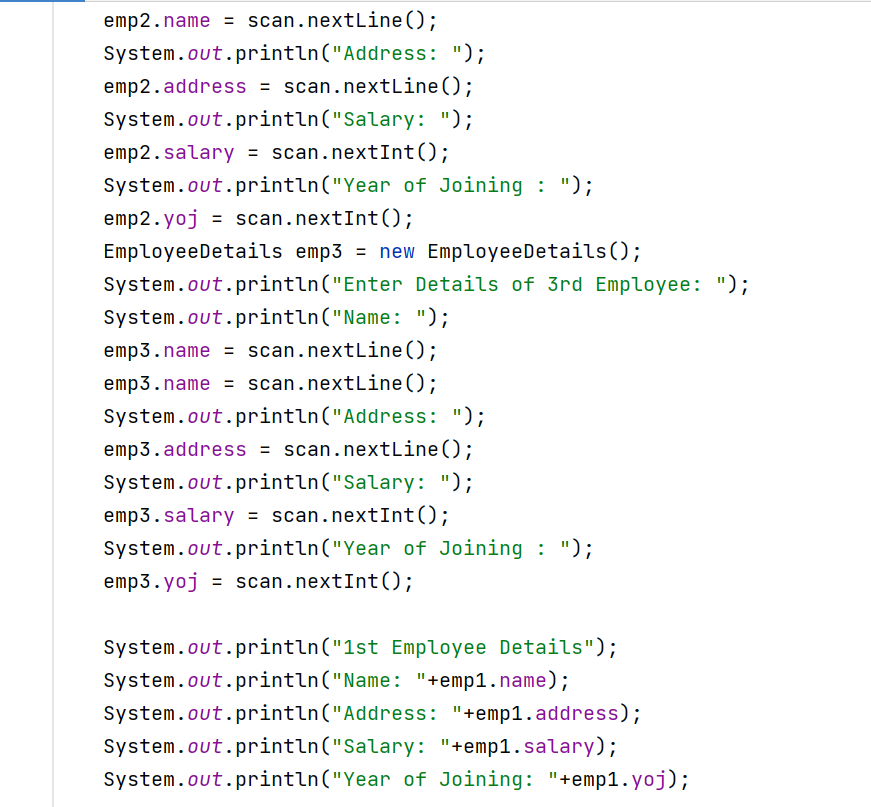 emp2.name = scan.nextLine();
System.out.println("Address: ");
emp2.address = scan.nextLine();
System.out.println("Salary: ");
emp2.salary = scan.nextInt();
System.out.println("Year of Joining : ");
emp2.yoj = scan.nextInt();
EmployeeDetails emp3 = new EmployeeDetails();
System.out.println("Enter Details of 3rd Employee: ");
System.out.println("Name: ");
emp3.name = scan.nextLine();
emp3.name = scan.nextLine();
System.out.println("Address: ");
emp3.address = scan.nextLine();
System.out.println("Salary: ");
emp3.salary = scan.nextInt();
System.out.println("Year of Joining : ");
emp3.yoj = scan.nextInt();
System.out.println("1st Employee Details");
System.out.println("Name: "+emp1.name);
System.out.println("Address: "+emp1.address);
System.out.println("Salary: "+emp1.salary);
System.out.println("Year of Joining: "+emp1.yoj);